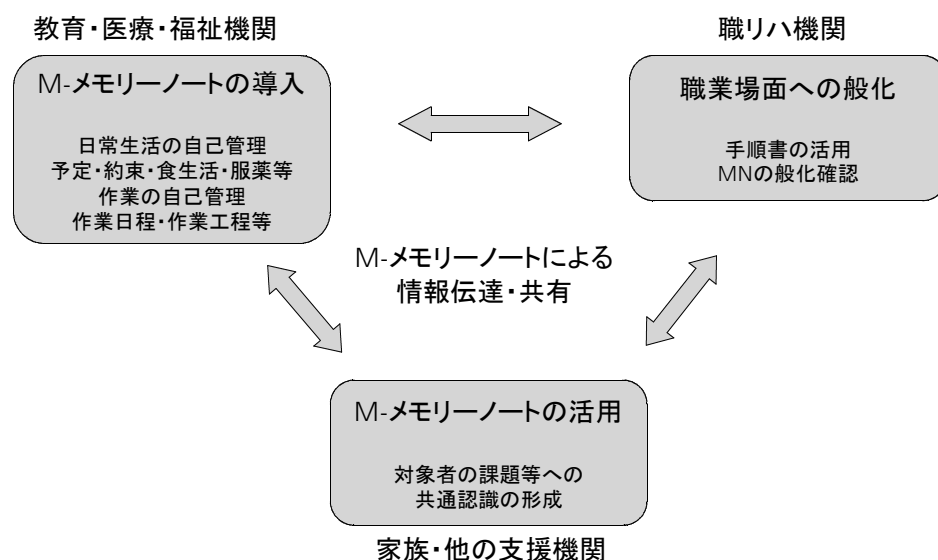 教育・医療・福祉機関
M-メモリーノートの導入
日常生活の自己管理
予定・約束・食生活・服薬等
作業の自己管理
作業日程・作業工程等
職リハ機関
職業場面への般化
手順書の活用
MNの般化確認
M-メモリーノートによる
情報伝達・共有
M-メモリーノートの活用
対象者の課題等への
共通認識の形成
家族・他の支援機関